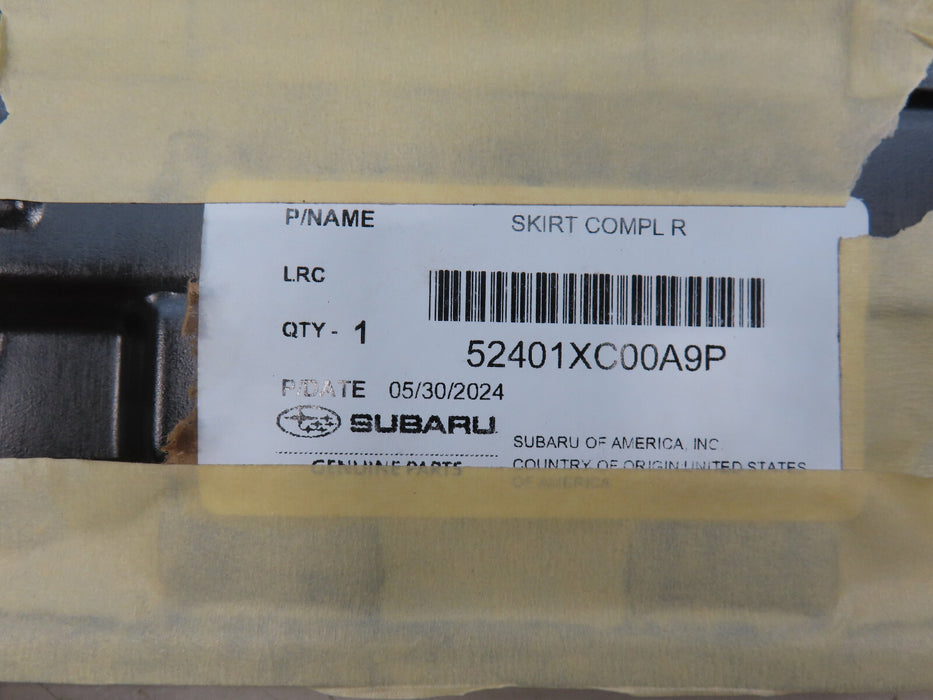 P/NAME SKIRT COMPL R
LRC
QTY - 1
52401XC00A9P
P/DATE 05/30/2024
SUBARU
SUBARU OF AMERICA, INC.
GENUINE PARTS
COUNTRY OF ORIGIN UNITED STATES
OF AMERICA